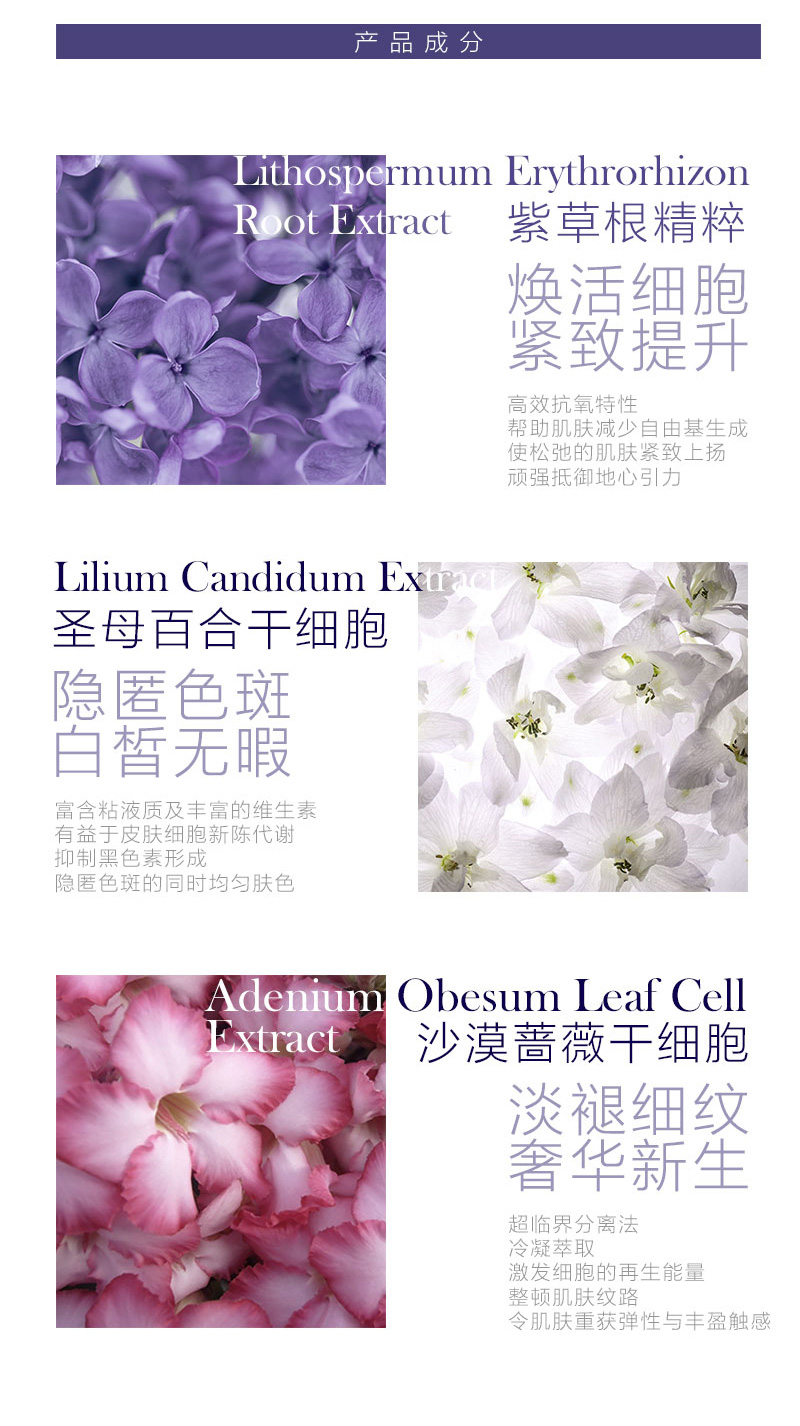 产品成分
Lithospermum Erythrorhizon
Root Extract
紫草根精粹
焕活细胞
紧致提升
高效抗氧特性
帮助肌肤减少自由基生成
使松弛的肌肤紧致上扬
顽强抵御地心引力
Lilium Candidum Extract
圣母百合干细胞
隐匿色斑
白皙无暇
富含粘液质及丰富的维生素
有益于皮肤细胞新陈代谢
抑制黑色素形成
隐匿色斑的同时均匀肤色
Adenium Obesum Leaf Cell
Extract
沙漠蔷薇干细胞
淡褪细纹
奢华新生
超临界分离法
冷凝萃取
激发细胞的再生能量
整顿肌肤纹路
令肌肤重获弹性与丰盈触感